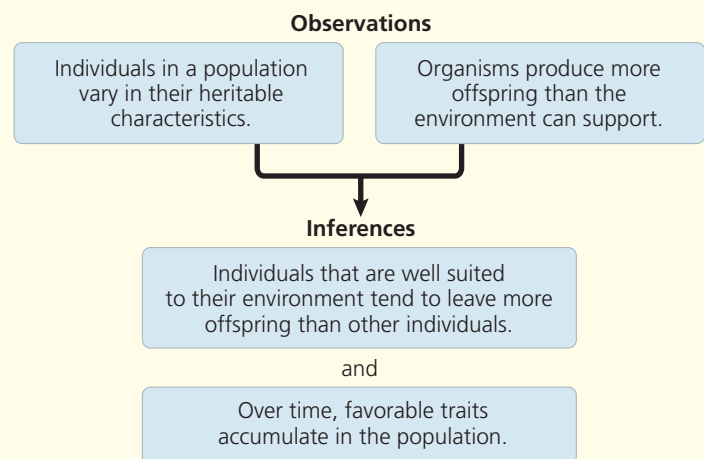 Observations
Individuals in a population
vary in their heritable
characteristics.
Organisms produce more
offspring than the
environment can support.
Inferences
Individuals that are well suited
to their environment tend to leave more
offspring than other individuals.
and
Over time, favorable traits
accumulate in the population.